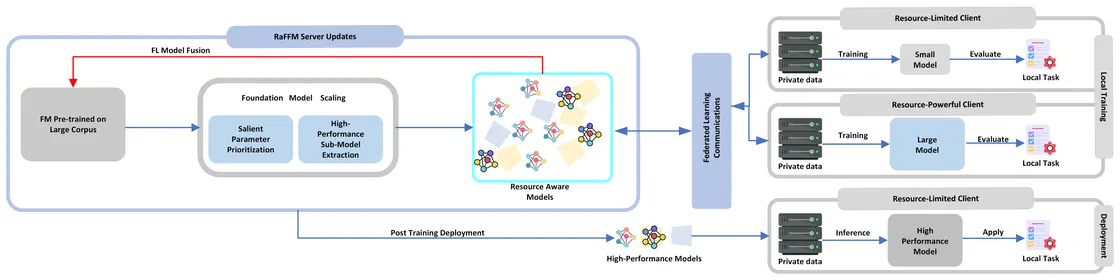 RaFFM Server Updates
FL Model Fusion
FM Pre-trained on
Large Corpus
Foundation Model Scaling
Salient
Parameter
Prioritization
High-
Performance
Sub-Model
Extraction
Resource Aware
Models
Federated Learning
Communications
Resource-Limited Client
Private data
Training
Small
Model
Evaluate
Local Task
Resource-Powerful Client
Private data
Training
Large
Model
Evaluate
Local Task
Local Training
Post Training Deployment
High-Performance Models
Resource-Limited Client
Private data
Inference
High
Performance
Model
Apply
Local Task
Deployment